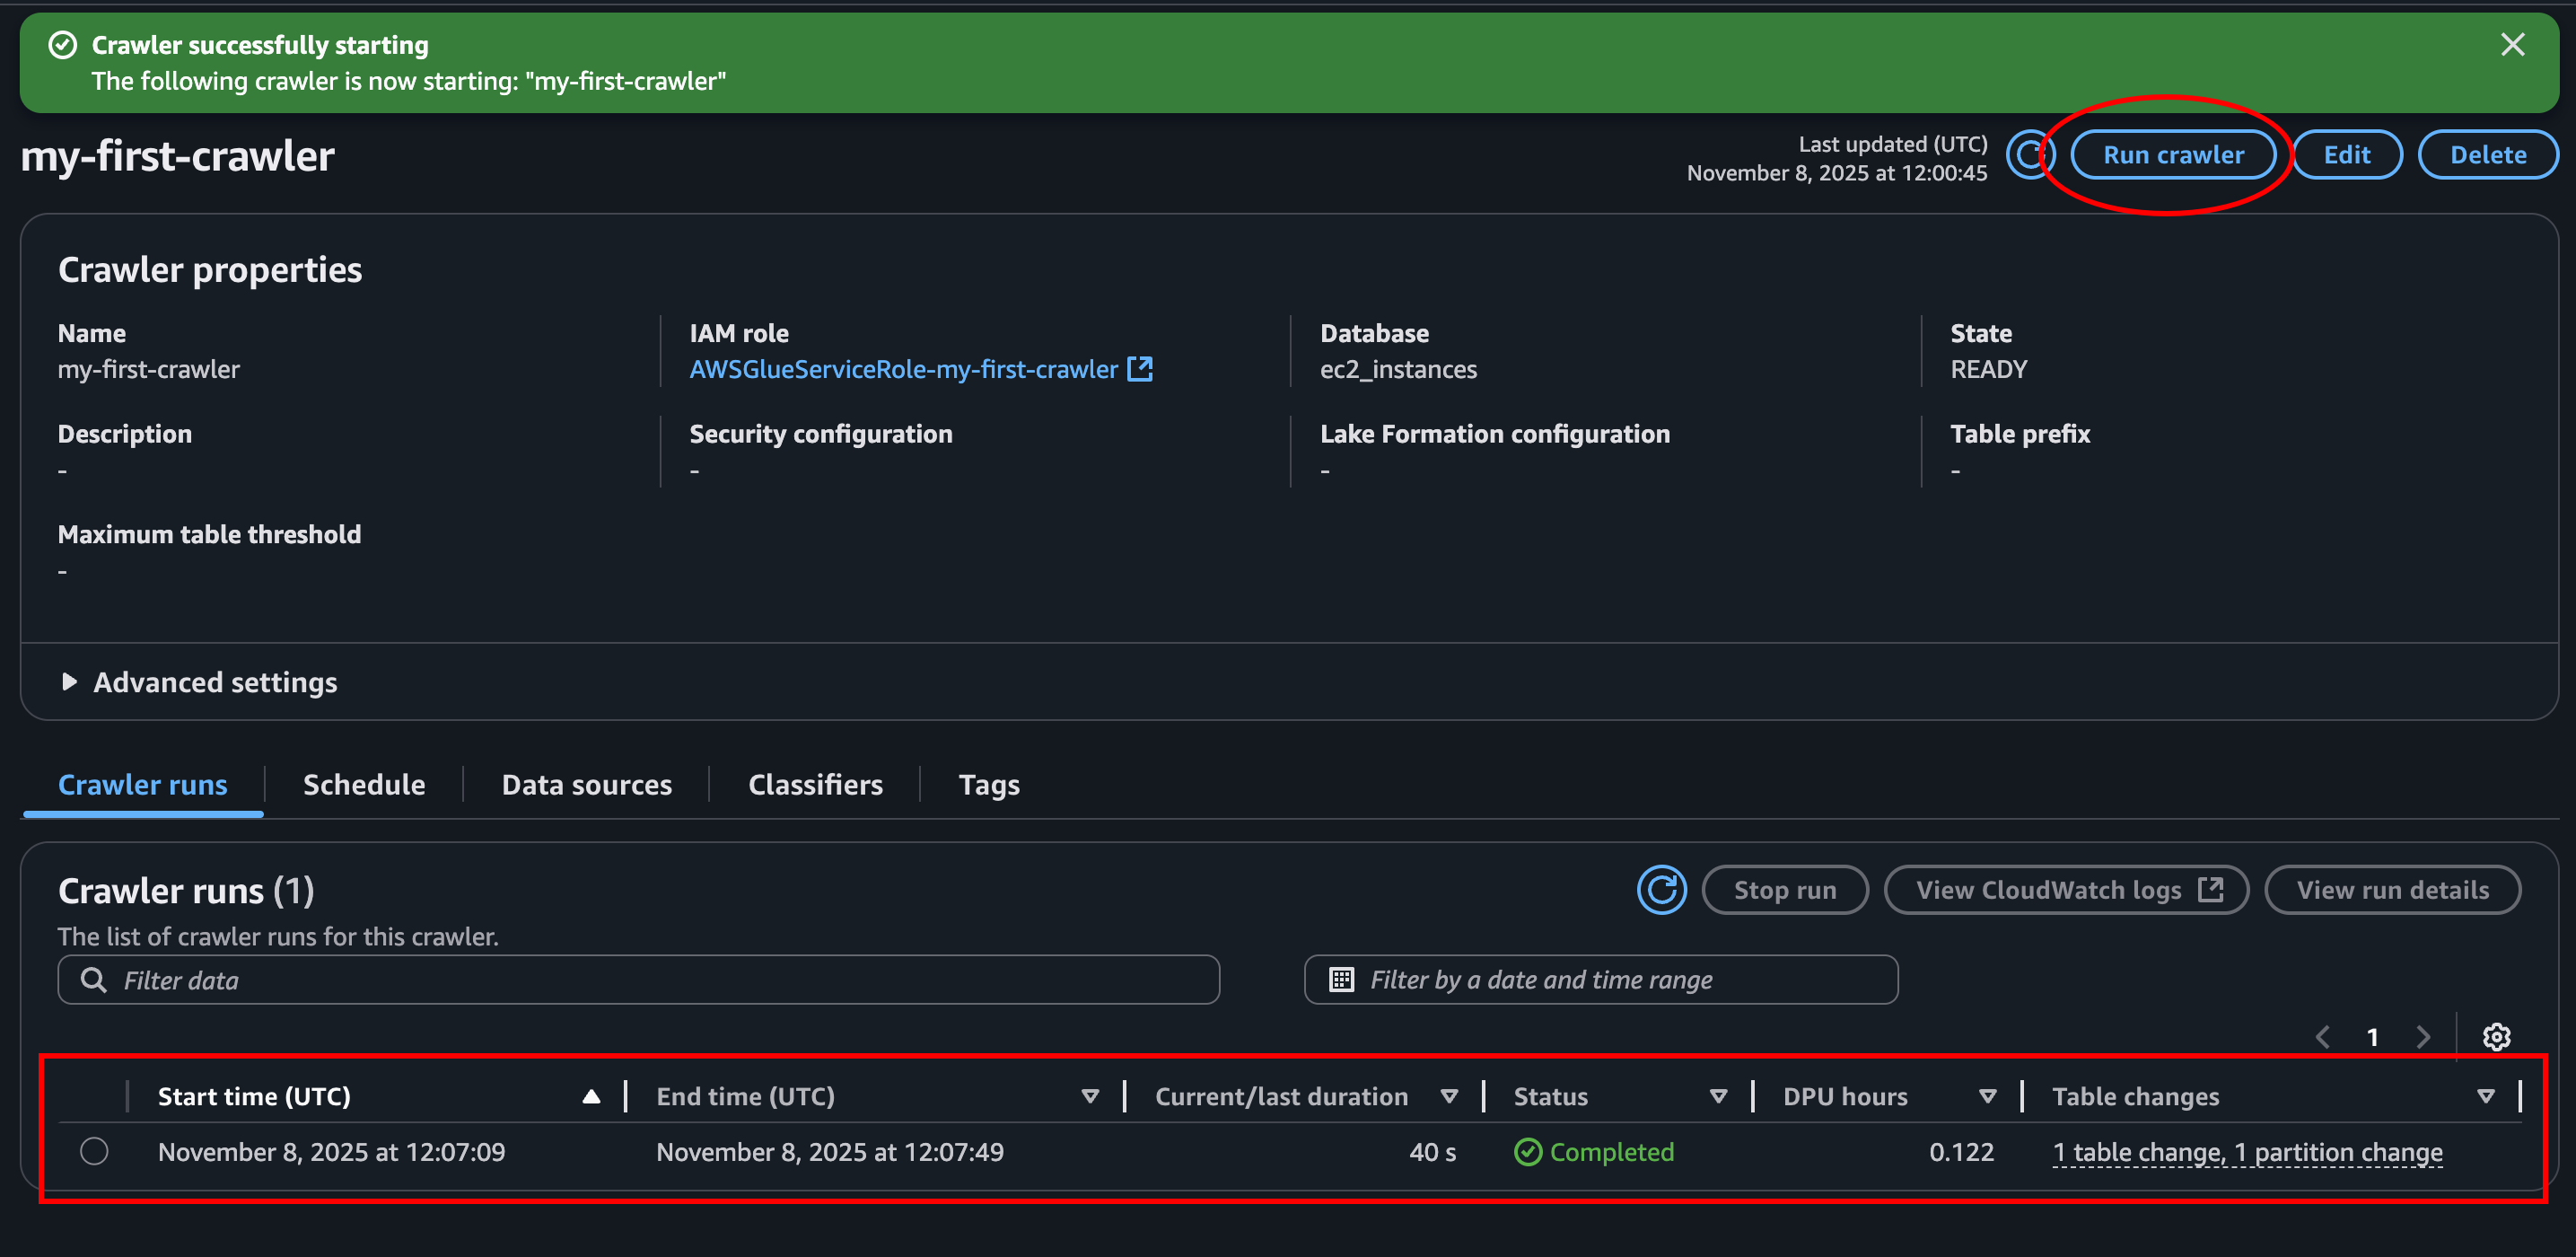 Crawler successfully starting
The following crawler is now starting: "my-first-crawler"
my-first-crawler
Last updated (UTC)
November 8, 2025 at 12:00:45
Run crawler
Edit
Delete
Crawler properties
Name
my-first-crawler
IAM role
AWSGlueServiceRole-my-first-crawler
Database
ec2_instances
State
READY
Description
-
Security configuration
-
Lake Formation configuration
-
Table prefix
-
Maximum table threshold
-
Advanced settings
Crawler runs
Schedule
Data sources
Classifiers
Tags
Crawler runs (1)
The list of crawler runs for this crawler.
Stop run
View CloudWatch logs
View run details
Filter data
Filter by a date and time range
1
Start time (UTC)
End time (UTC)
Current/last duration
Status
DPU hours
Table changes
November 8, 2025 at 12:07:09
November 8, 2025 at 12:07:49
40 s
Completed
0.122
1 table change, 1 partition change